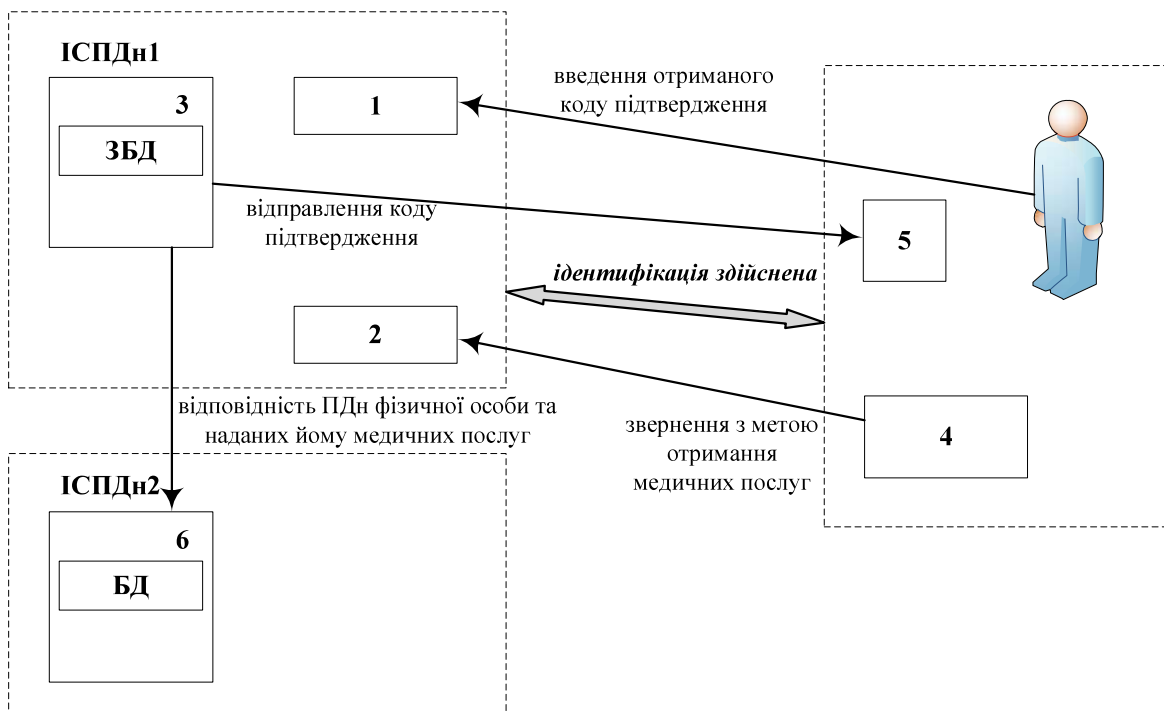 ІСПДн1
3
ЗБД
1
введення отриманого
коду підтвердження
відправлення коду
підтвердження
5
ідентифікація здійснена
2
відповідність ПДн фізичної особи та
наданих йому медичних послуг
звернення з метою
отримання
медичних послуг
4
ІСПДн2
6
БД